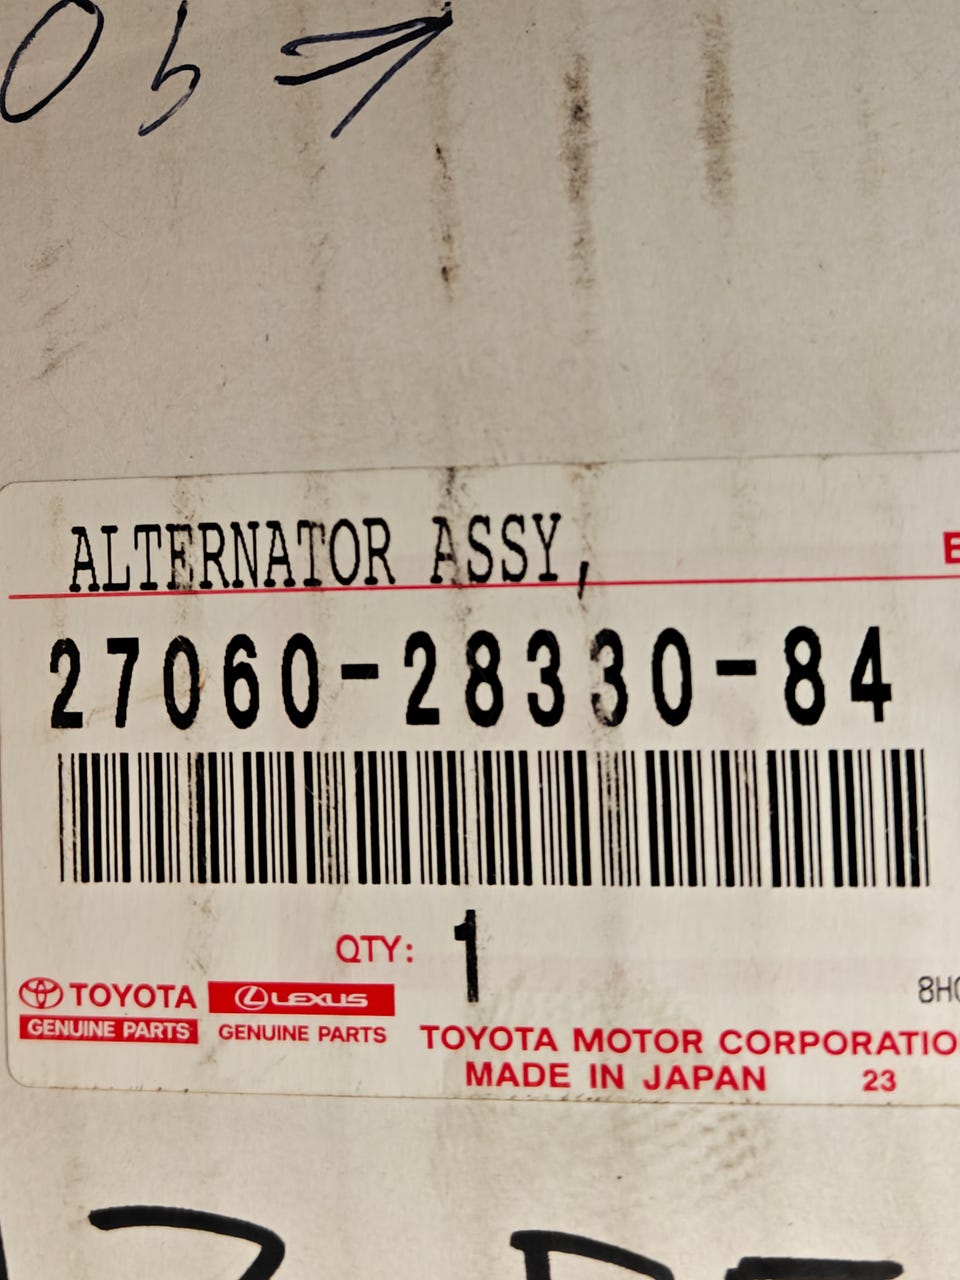 ALTERNATOR ASSY,
27060-28330-84
QTY: 1
TOYOTA
GENUINE PARTS
LEXUS
GENUINE PARTS
TOYOTA MOTOR CORPORATIO
MADE IN JAPAN 23